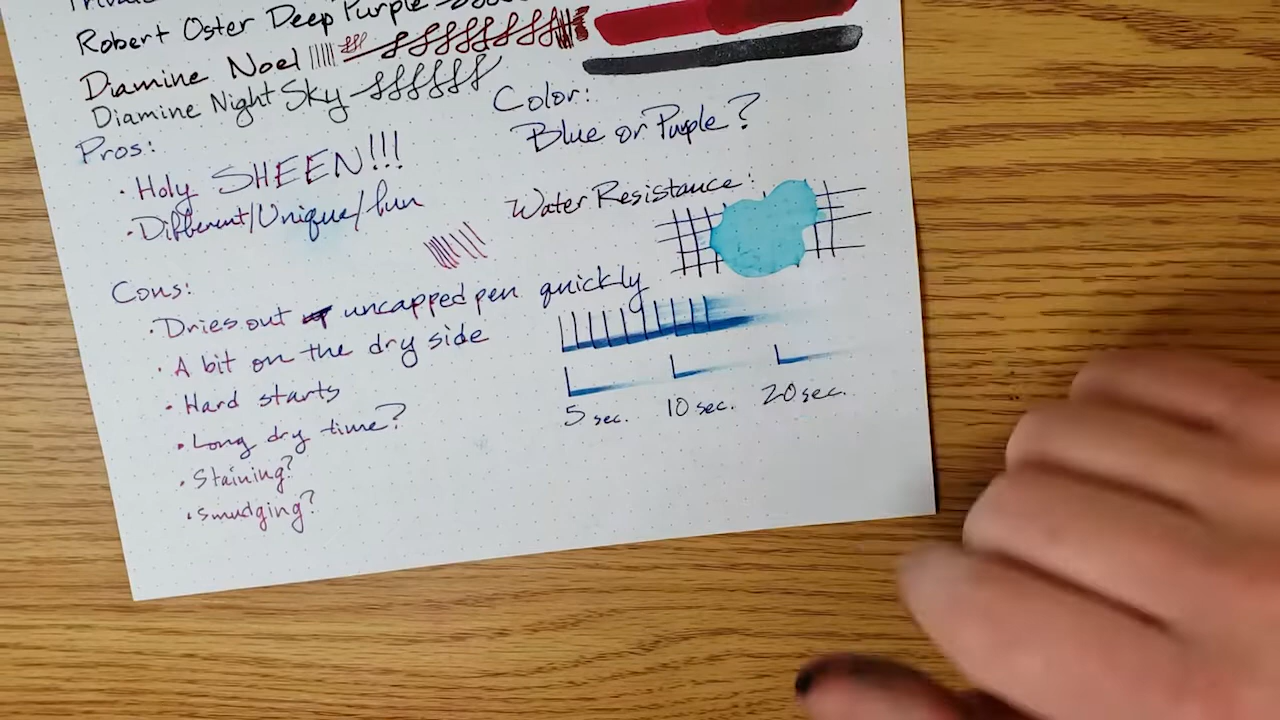 Robert Oster Deep Purple
Diamine Noel
Diamine Night Sky
Color:
Blue or Purple?
Pros:
· Holy SHEEN!!!
· Different/Unique/fun
Water Resistance:
Cons:
· Dries out uncapped pen quickly
· A bit on the dry side
· Hard starts
· Long dry time?
· Staining?
· Smudging?
5 sec. 10 sec. 20 sec.